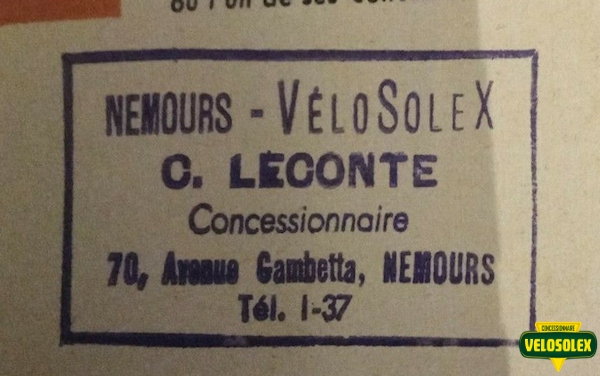 NEMOURS - VÉLOSOLEX
C. LECONTE
Concessionnaire
70, Avenue Gambetta, NEMOURS
Tél. 1-37
CONCESSIONNAIRE
VELOSOLEX